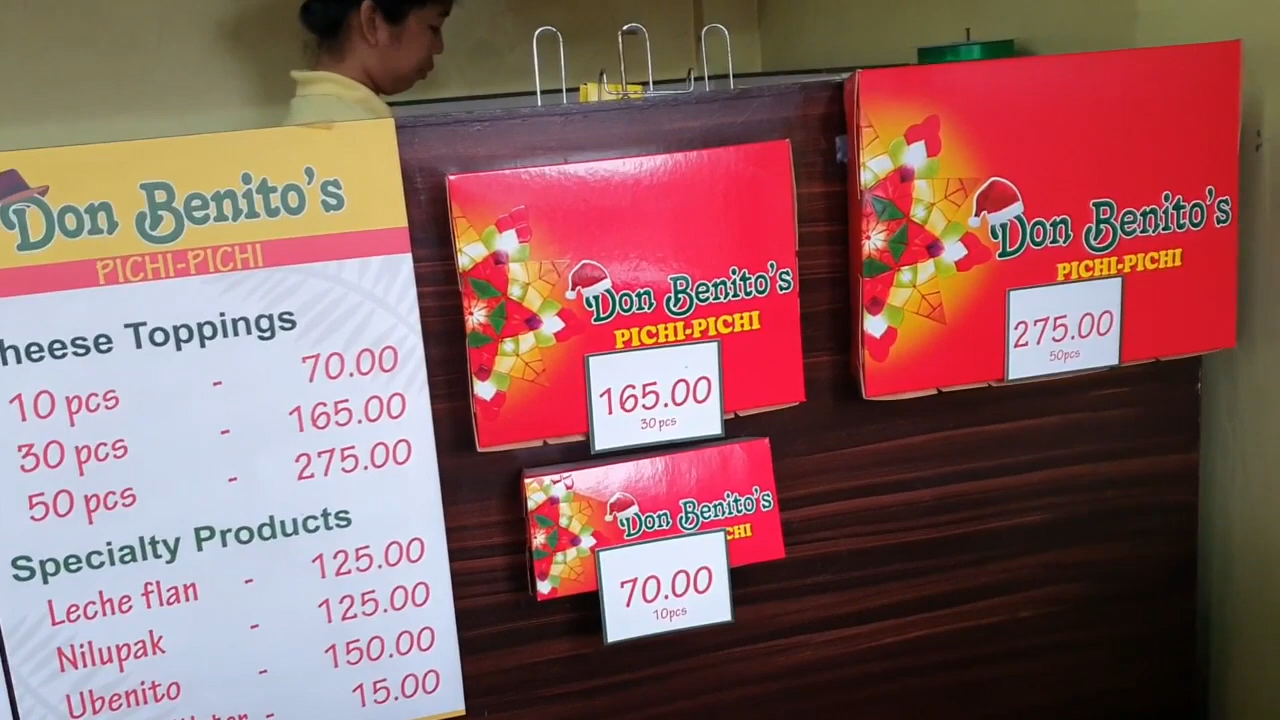 Don Benito's
PICHI-PICHI
heese Toppings
10 pcs - 70.00
30 pcs - 165.00
50 pcs - 275.00
Specialty Products
Leche flan - 125.00
Nilupak - 125.00
Ubenito - 150.00
- 15.00
Don Benito's
PICHI-PICHI
165.00
30 pcs
Don Benito's
CHI
70.00
10pcs
Don Benito's
PICHI-PICHI
275.00
50pcs